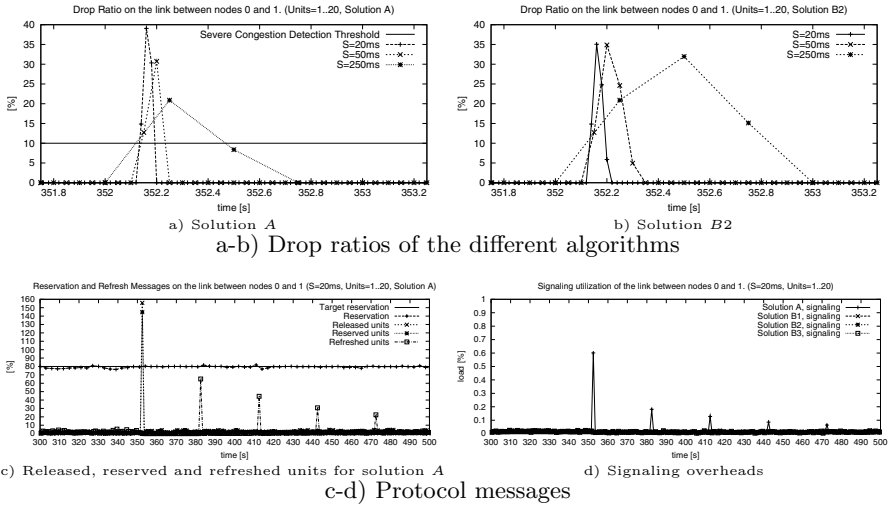 Drop Ratio on the link between nodes 0 and 1. (Units=1..20, Solution A)
40
35
30
25
20
15
10
5
0
[%]
Severe Congestion Detection Threshold
S=20ms
S=50ms
S=250ms
351.8 352 352.2 352.4 352.6 352.8 353 353.2
time [s]
a) Solution A
Drop Ratio on the link between nodes 0 and 1. (Units=1..20, Solution B2)
40
35
30
25
20
15
10
5
0
[%]
S=20ms
S=50ms
S=250ms
351.8 352 352.2 352.4 352.6 352.8 353 353.2
time [s]
b) Solution B2
a-b) Drop ratios of the different algorithms
Reservation and Refresh Messages on the link between nodes 0 and 1 (S=20ms, Units=1..20, Solution A)
160
150
140
130
120
110
100
90
80
70
60
50
40
30
20
10
0
[%]
Target reservation
Reservation
Released units
Reserved units
Refreshed units
300 310 320 330 340 350 360 370 380 390 400 410 420 430 440 450 460 470 480 490 500
time [s]
c) Released, reserved and refreshed units for solution A
Signaling utilization of the link between nodes 0 and 1. (S=20ms, Units=1..20)
1
0.9
0.8
0.7
0.6
0.5
0.4
0.3
0.2
0.1
0
load [%]
Solution A, signaling
Solution B1, signaling
Solution B2, signaling
Solution B3, signaling
300 310 320 330 340 350 360 370 380 390 400 410 420 430 440 450 460 470 480 490 500
time [s]
d) Signaling overheads
c-d) Protocol messages